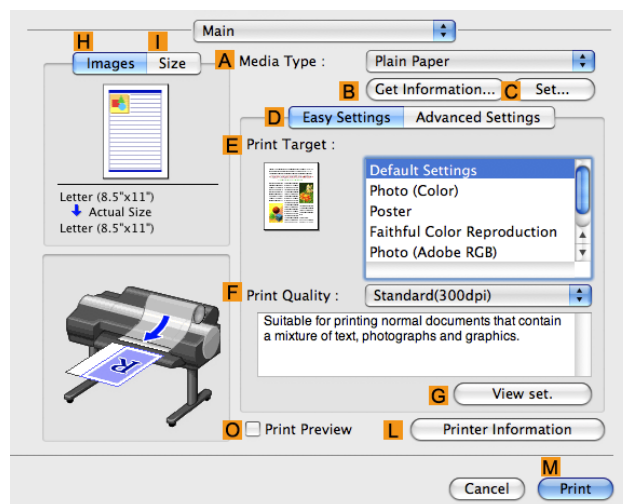 Main
H
I
Images Size
A Media Type : Plain Paper
B Get Information... C Set...
D Easy Settings Advanced Settings
E Print Target :
Default Settings
Photo (Color)
Poster
Faithful Color Reproduction
Photo (Adobe RGB)
Letter (8.5"x11")
Actual Size
Letter (8.5"x11")
F Print Quality : Standard(300dpi)
Suitable for printing normal documents that contain
a mixture of text, photographs and graphics.
R
G View set.
O Print Preview L Printer Information
M
Cancel Print